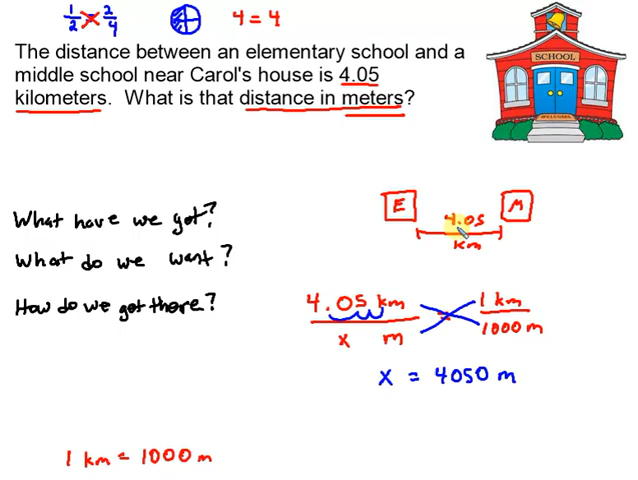 1/2 = 2/4 4 = 4
The distance between an elementary school and a
middle school near Carol's house is 4.05
kilometers. What is that distance in meters?
SCHOOL
WELCOME
What have we got?
What do we want?
How do we get there?
E M
4.05
km
4.05 km / x m = 1 km / 1000 m
x = 4050 m
1 km = 1000 m